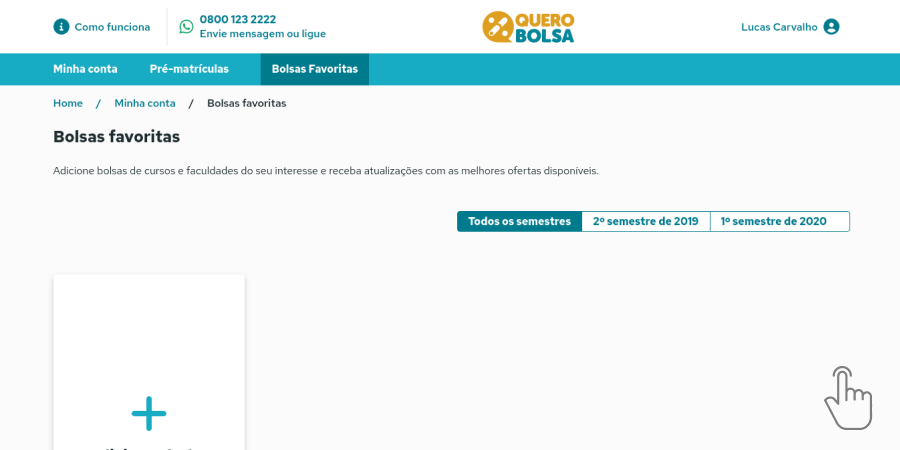 Como funciona
0800 123 2222
Envie mensagem ou ligue
QUERO
BOLSA
Lucas Carvalho
Minha conta
Pré-matrículas
Bolsas Favoritas
Home / Minha conta / Bolsas favoritas
Bolsas favoritas
Adicione bolsas de cursos e faculdades do seu interesse e receba atualizações com as melhores ofertas disponíveis.
Todos os semestres
2º semestre de 2019
1º semestre de 2020